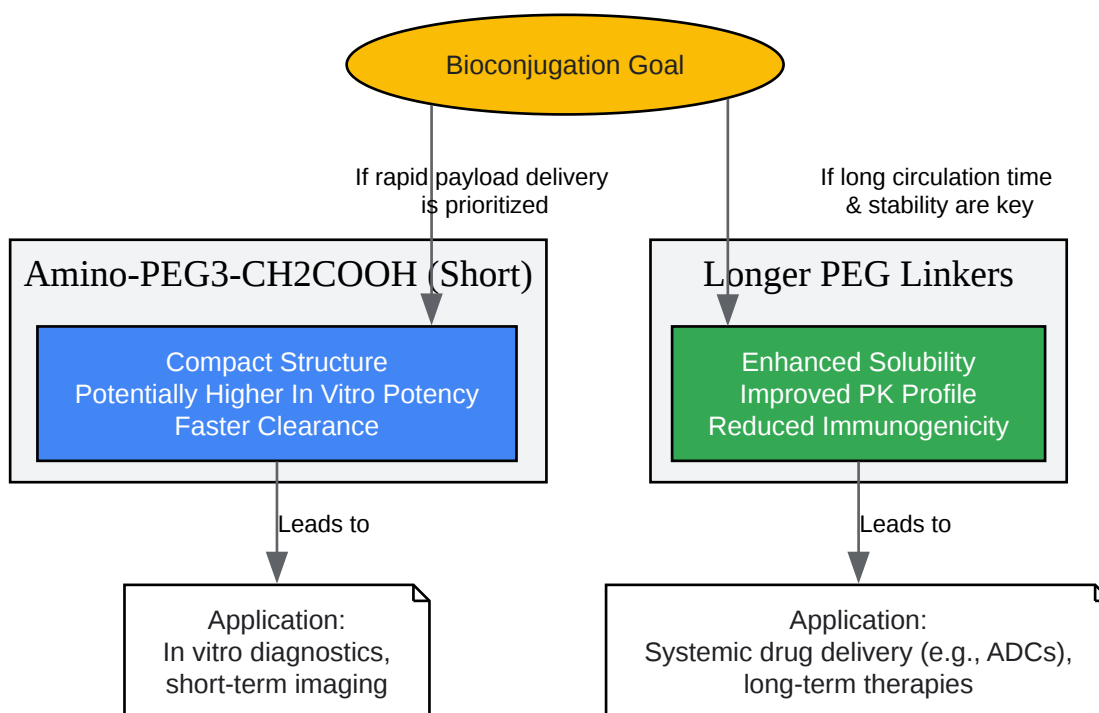 Bioconjugation Goal
If rapid payload delivery
is prioritized
If long circulation time
& stability are key
Amino-PEG3-CH2COOH (Short)
Longer PEG Linkers
Compact Structure
Potentially Higher In Vitro Potency
Faster Clearance
Enhanced Solubility
Improved PK Profile
Reduced Immunogenicity
Leads to
Leads to
Application:
In vitro diagnostics,
short-term imaging
Application:
Systemic drug delivery (e.g., ADCs),
long-term therapies